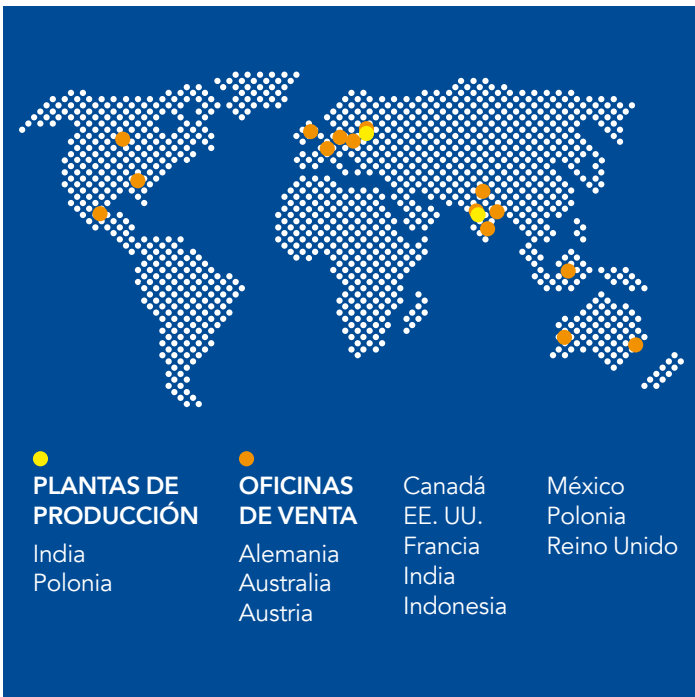 PLANTAS DE
PRODUCCIÓN
India
Polonia
OFICINAS
DE VENTA
Alemania
Australia
Austria
Canadá
EE. UU.
Francia
India
Indonesia
México
Polonia
Reino Unido